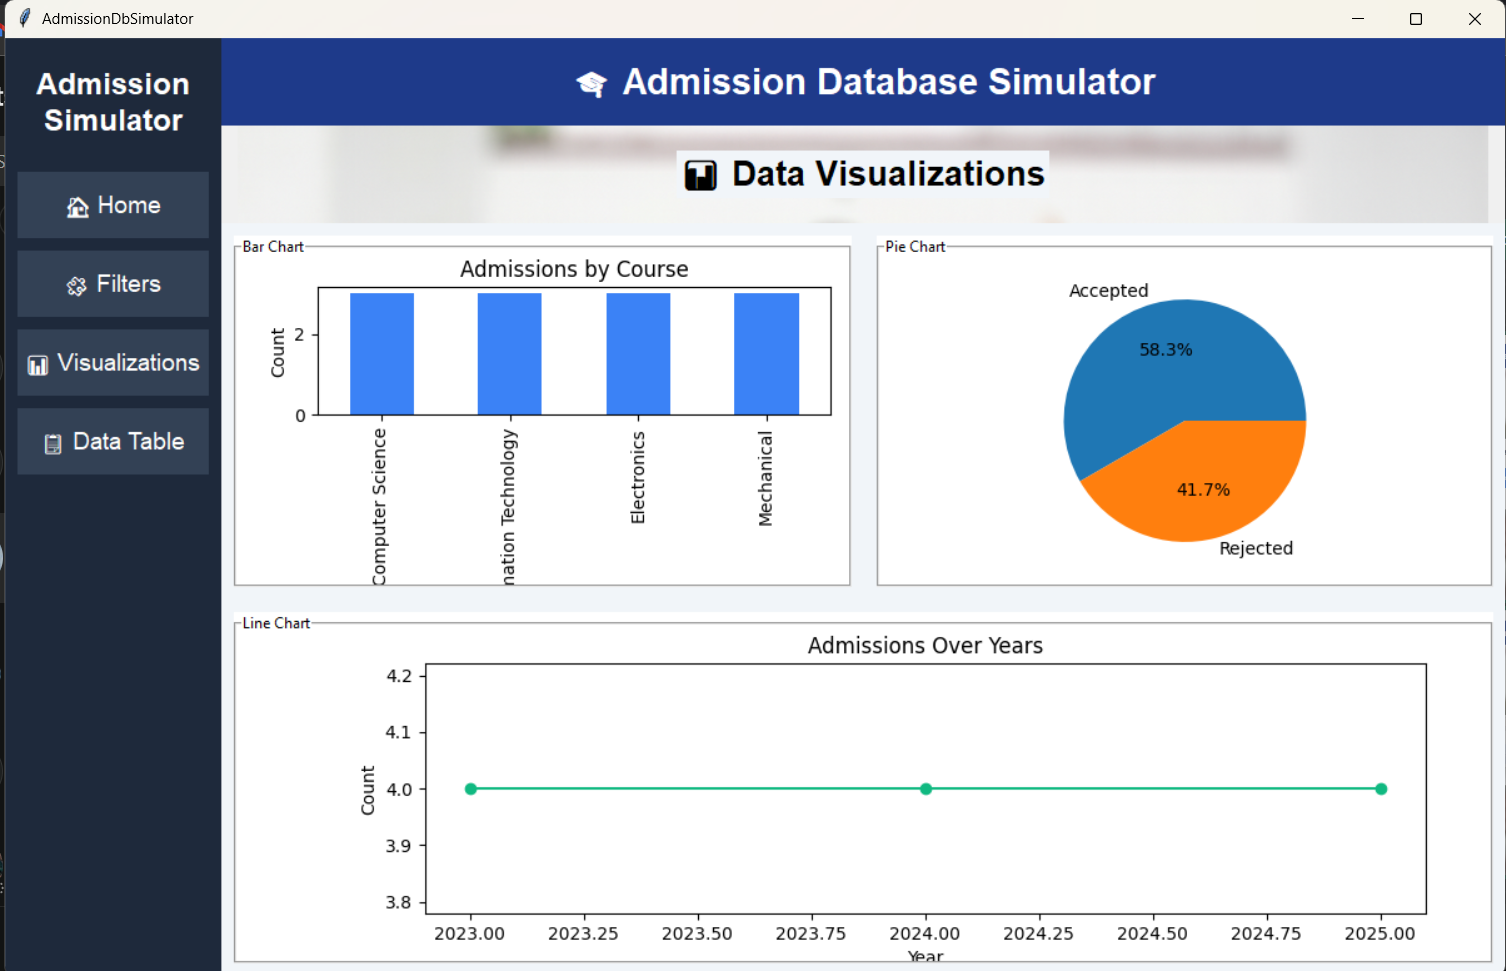 AdmissionDbSimulator
Admission
Simulator
Home
Filters
Visualizations
Data Table
Admission Database Simulator
Data Visualizations
Bar Chart
Admissions by Course
Count
2
0
Computer Science
nation Technology
Electronics
Mechanical
Pie Chart
Accepted
58.3%
41.7%
Rejected
Line Chart
Admissions Over Years
Count
4.2
4.1
4.0
3.9
3.8
2023.00 2023.25 2023.50 2023.75 2024.00 2024.25 2024.50 2024.75 2025.00
Year